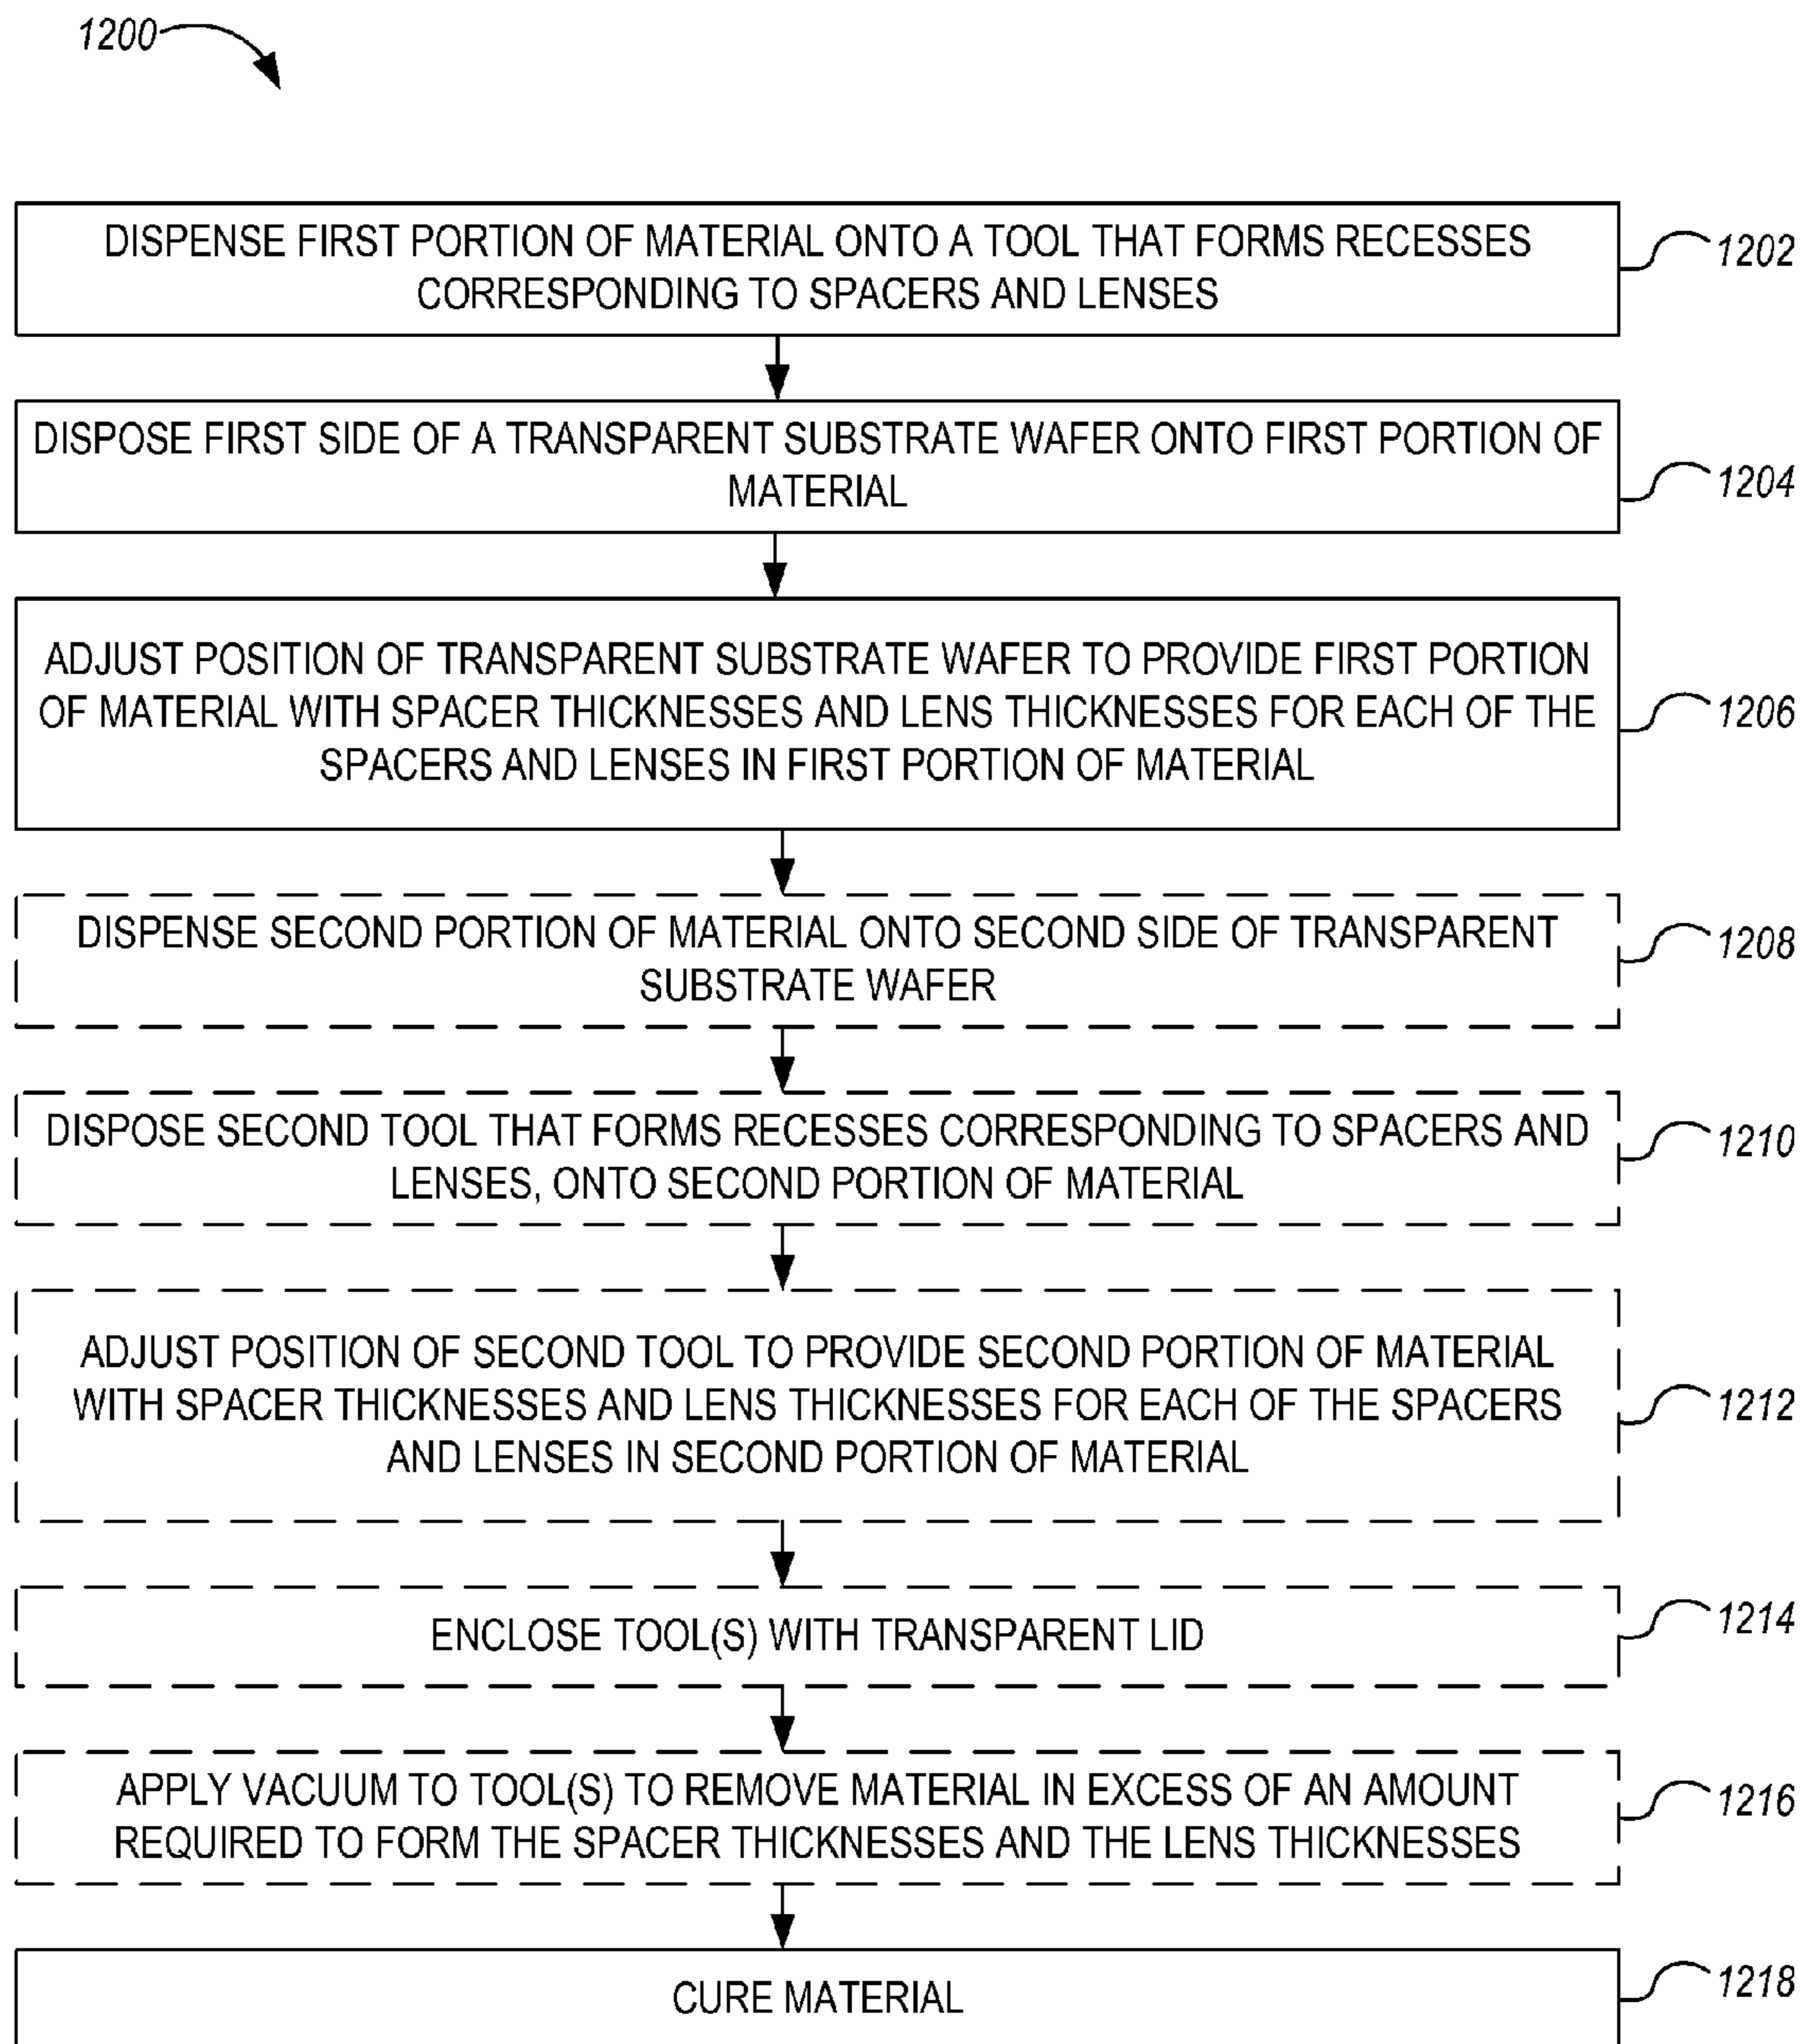 1200
DISPENSE FIRST PORTION OF MATERIAL ONTO A TOOL THAT FORMS RECESSES
CORRESPONDING TO SPACERS AND LENSES
1202
DISPOSE FIRST SIDE OF A TRANSPARENT SUBSTRATE WAFER ONTO FIRST PORTION OF
MATERIAL
1204
ADJUST POSITION OF TRANSPARENT SUBSTRATE WAFER TO PROVIDE FIRST PORTION
OF MATERIAL WITH SPACER THICKNESSES AND LENS THICKNESSES FOR EACH OF THE
SPACERS AND LENSES IN FIRST PORTION OF MATERIAL
1206
DISPENSE SECOND PORTION OF MATERIAL ONTO SECOND SIDE OF TRANSPARENT
SUBSTRATE WAFER
1208
DISPOSE SECOND TOOL THAT FORMS RECESSES CORRESPONDING TO SPACERS AND
LENSES, ONTO SECOND PORTION OF MATERIAL
1210
ADJUST POSITION OF SECOND TOOL TO PROVIDE SECOND PORTION OF MATERIAL
WITH SPACER THICKNESSES AND LENS THICKNESSES FOR EACH OF THE SPACERS
AND LENSES IN SECOND PORTION OF MATERIAL
1212
ENCLOSE TOOL(S) WITH TRANSPARENT LID
1214
APPLY VACUUM TO TOOL(S) TO REMOVE MATERIAL IN EXCESS OF AN AMOUNT
REQUIRED TO FORM THE SPACER THICKNESSES AND THE LENS THICKNESSES
1216
CURE MATERIAL
1218